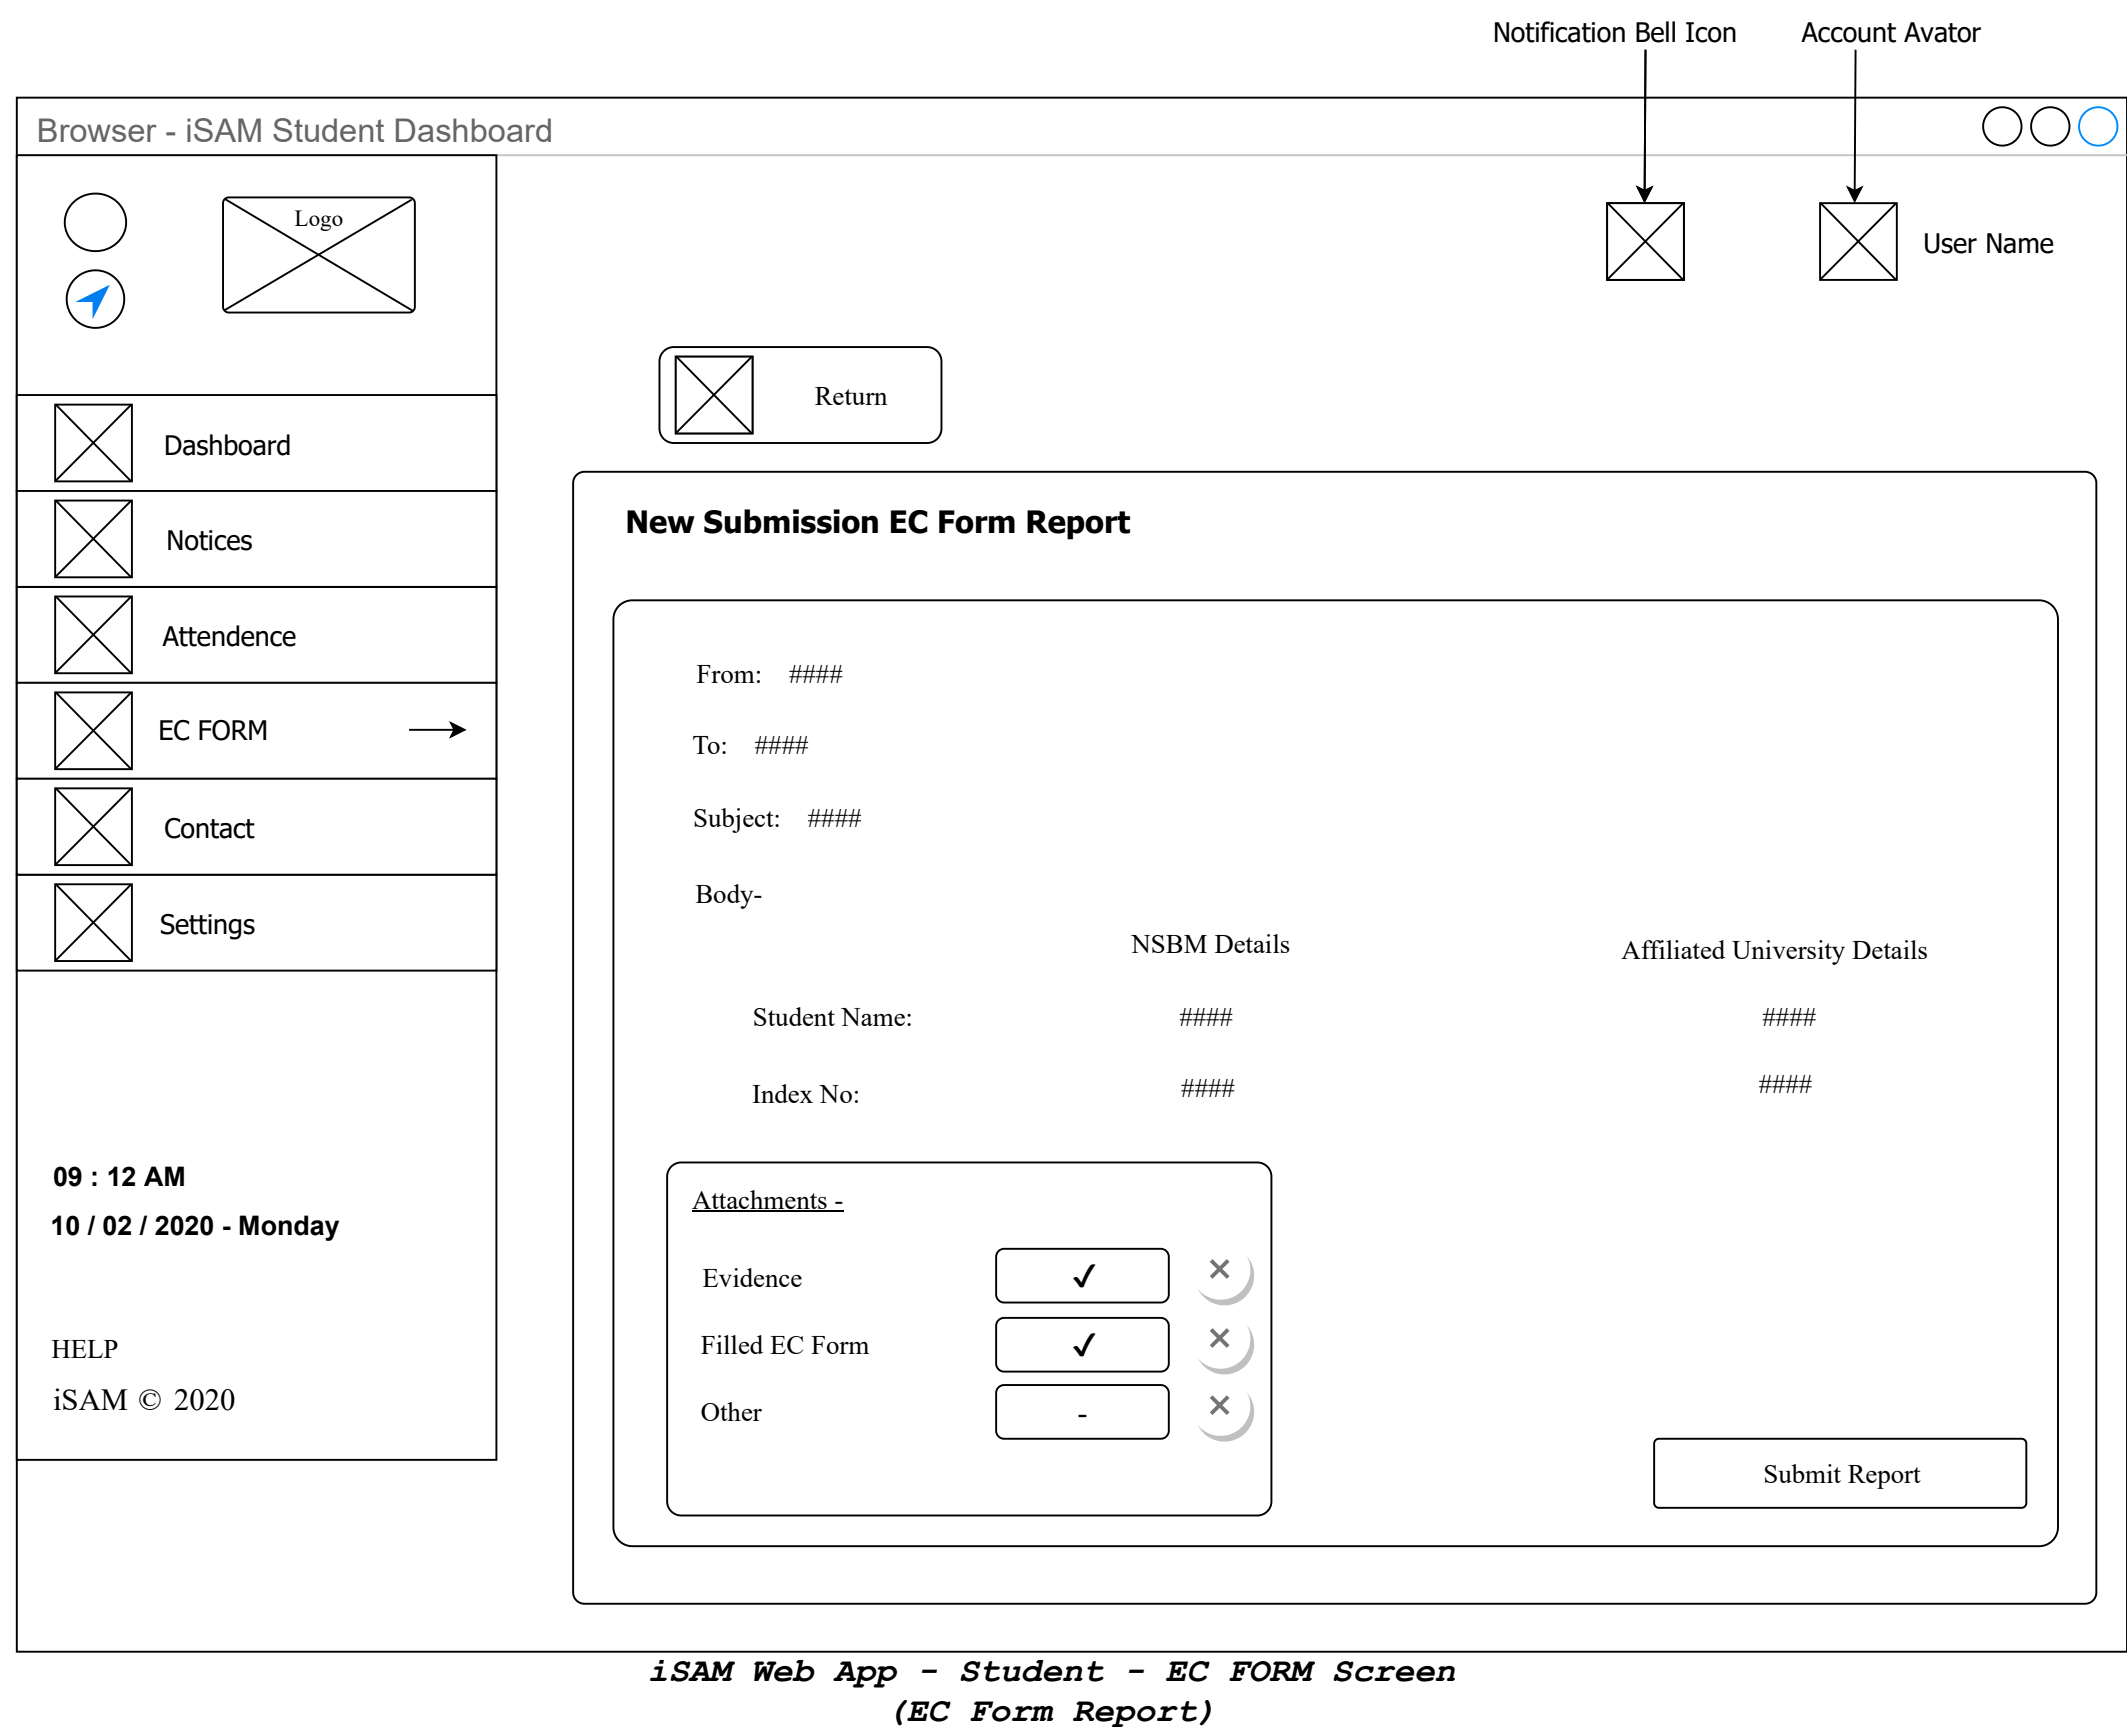 Notification Bell Icon
Account Avator
Browser - iSAM Student Dashboard
Logo
User Name
Return
Dashboard
Notices
Attendence
EC FORM
Contact
Settings
09 : 12 AM
10 / 02 / 2020 - Monday
HELP
iSAM © 2020
New Submission EC Form Report
From: ####
To: ####
Subject: ####
Body-
NSBM Details Affiliated University Details
Student Name: #### ####
Index No: #### ####
Attachments -
Evidence ✓ ×
Filled EC Form ✓ ×
Other - ×
Submit Report
iSAM Web App - Student - EC FORM Screen
(EC Form Report)